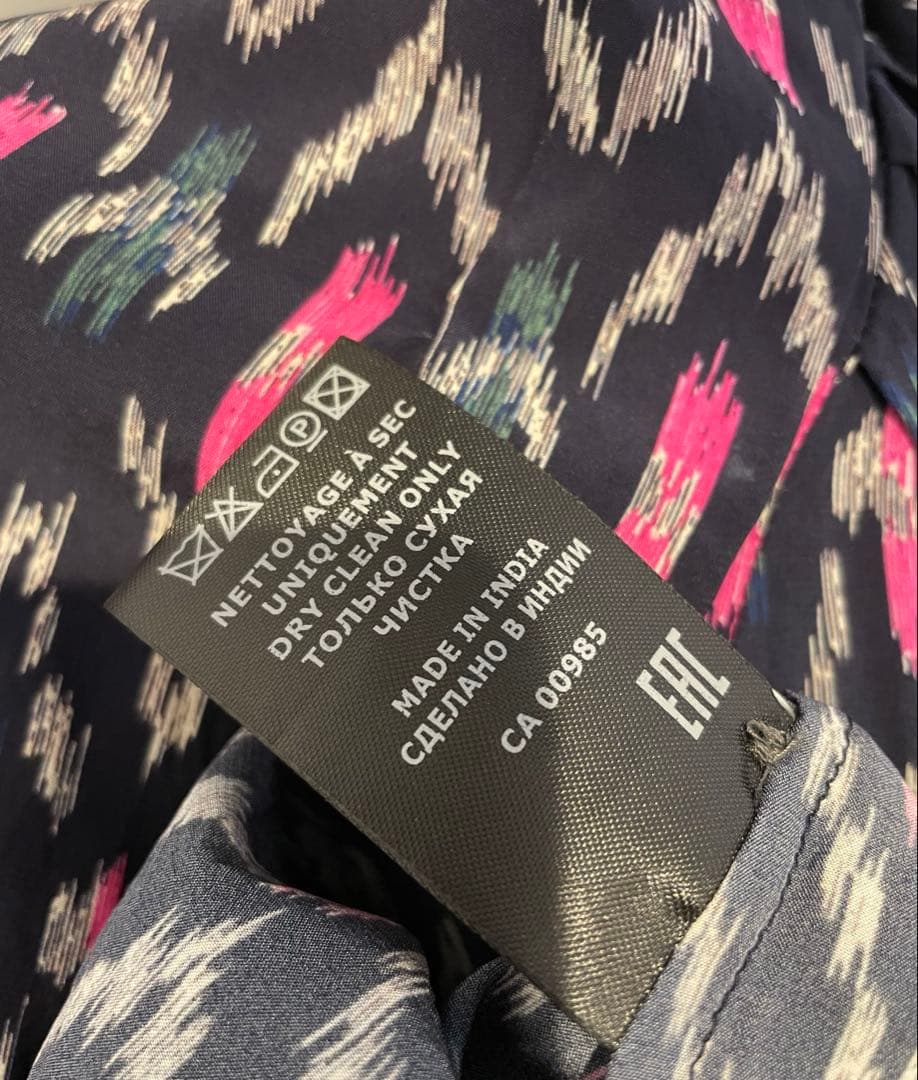 P
NETTOYAGE À SEC
UNIQUEMENT
DRY CLEAN ONLY
ТОЛЬКО СУХАЯ
ЧИСТКА
MADE IN INDIA
СДЕЛАНО В ИНДИИ
CA 00985
EAC